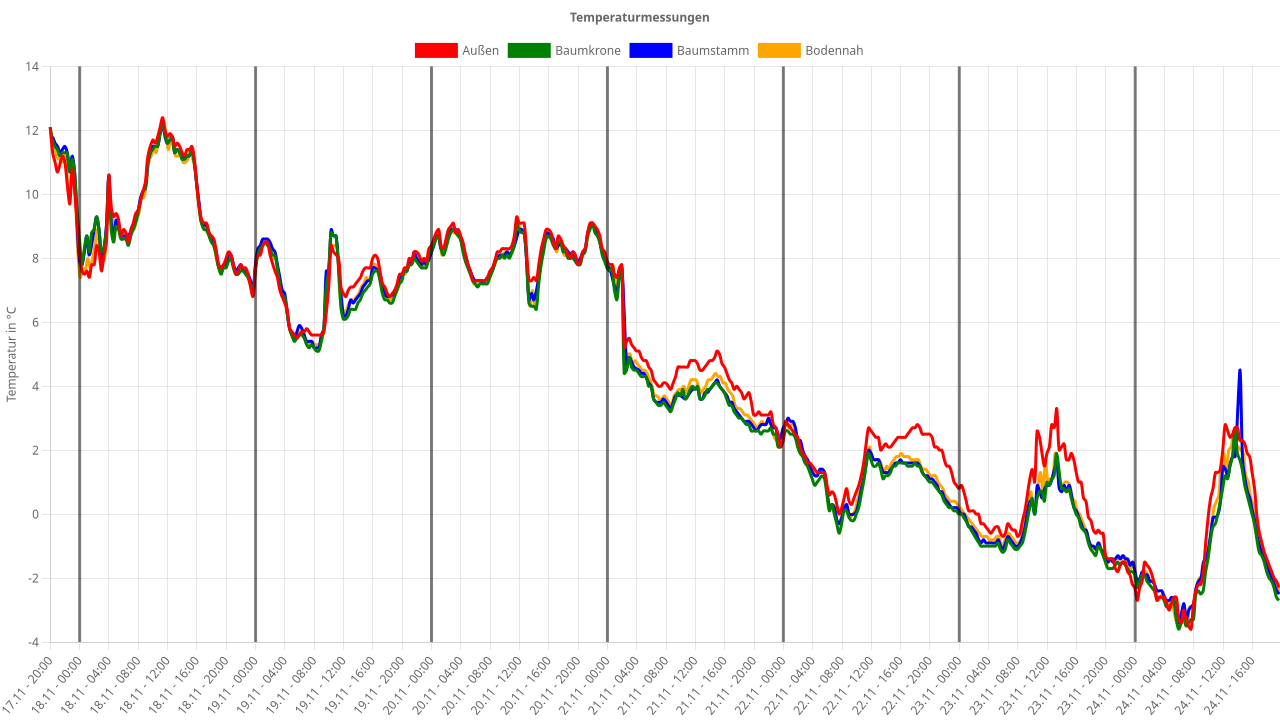 Temperaturmessungen
Außen Baumkrone Baumstamm Bodennah
Temperatur in °C
14
12
10
8
6
4
2
0
-2
-4
17.11 - 20:00
18.11 - 00:00
18.11 - 04:00
18.11 - 08:00
18.11 - 12:00
18.11 - 16:00
18.11 - 20:00
19.11 - 00:00
19.11 - 04:00
19.11 - 08:00
19.11 - 12:00
19.11 - 16:00
19.11 - 20:00
20.11 - 00:00
20.11 - 04:00
20.11 - 08:00
20.11 - 12:00
20.11 - 16:00
20.11 - 20:00
21.11 - 00:00
21.11 - 04:00
21.11 - 08:00
21.11 - 12:00
21.11 - 16:00
21.11 - 20:00
22.11 - 00:00
22.11 - 04:00
22.11 - 08:00
22.11 - 12:00
22.11 - 16:00
22.11 - 20:00
23.11 - 00:00
23.11 - 04:00
23.11 - 08:00
23.11 - 12:00
23.11 - 16:00
23.11 - 20:00
24.11 - 00:00
24.11 - 04:00
24.11 - 08:00
24.11 - 12:00
24.11 - 16:00